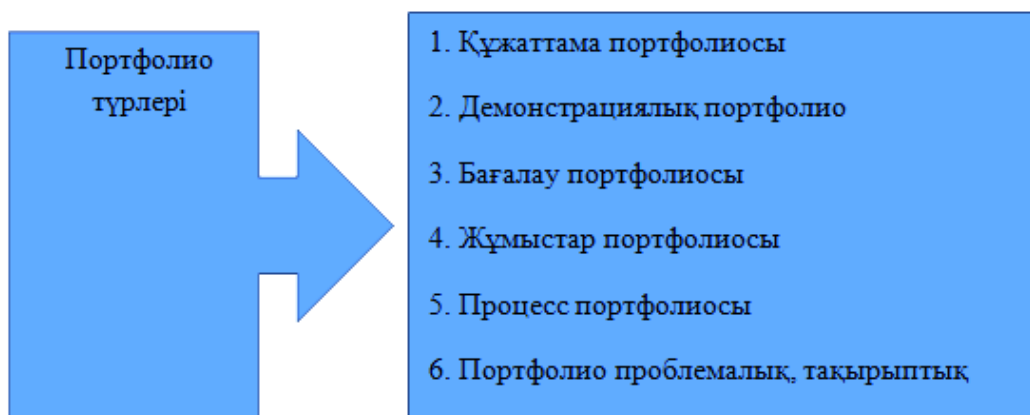 Портфолио
түрлері
1. Құжаттама портфолиосы
2. Демонстрациялық портфолио
3. Бағалау портфолиосы
4. Жұмыстар портфолиосы
5. Процесс портфолиосы
6. Портфолио проблемалық, тақырыптық